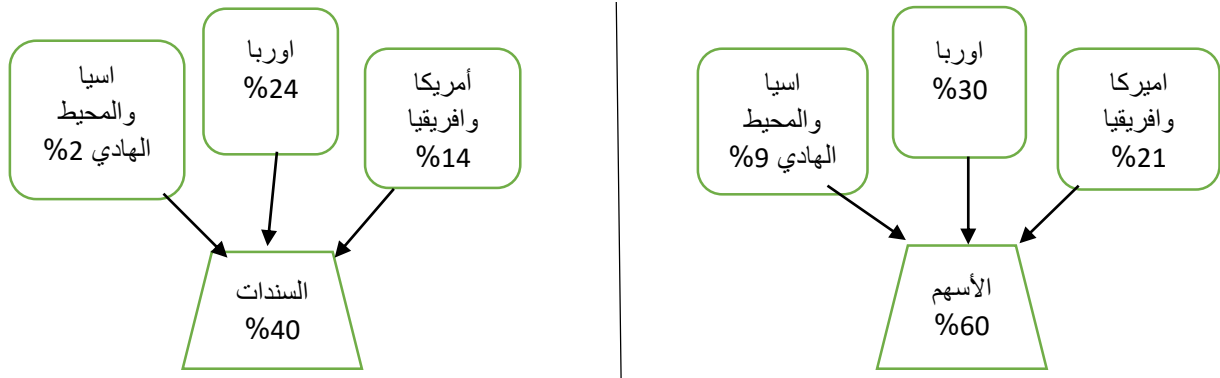 اميركا
وافريقيا
%21
اوربا
%30
اسيا
والمحيط
الهادي 9%
الأسهم
%60
أمريكا
وافريقيا
%14
اوربا
%24
اسيا
والمحيط
الهادي 2%
السندات
%40